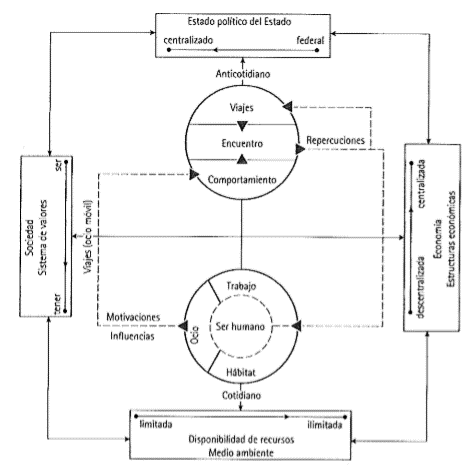 Estado político del Estado
centralizado federal
Anticotidiano
Viajes
Encuentro
Repercuciones
Comportamiento
Sociedad
Sistema de valores
ser
tener
Viajes (ocio móvil)
Economía
Estructuras económicas
centralizada
descentralizada
Trabajo
Motivaciones
Influencias
Ocio
Ser humano
Hábitat
Cotidiano
limitada ilimitada
Disponibilidad de recursos
Medio ambiente